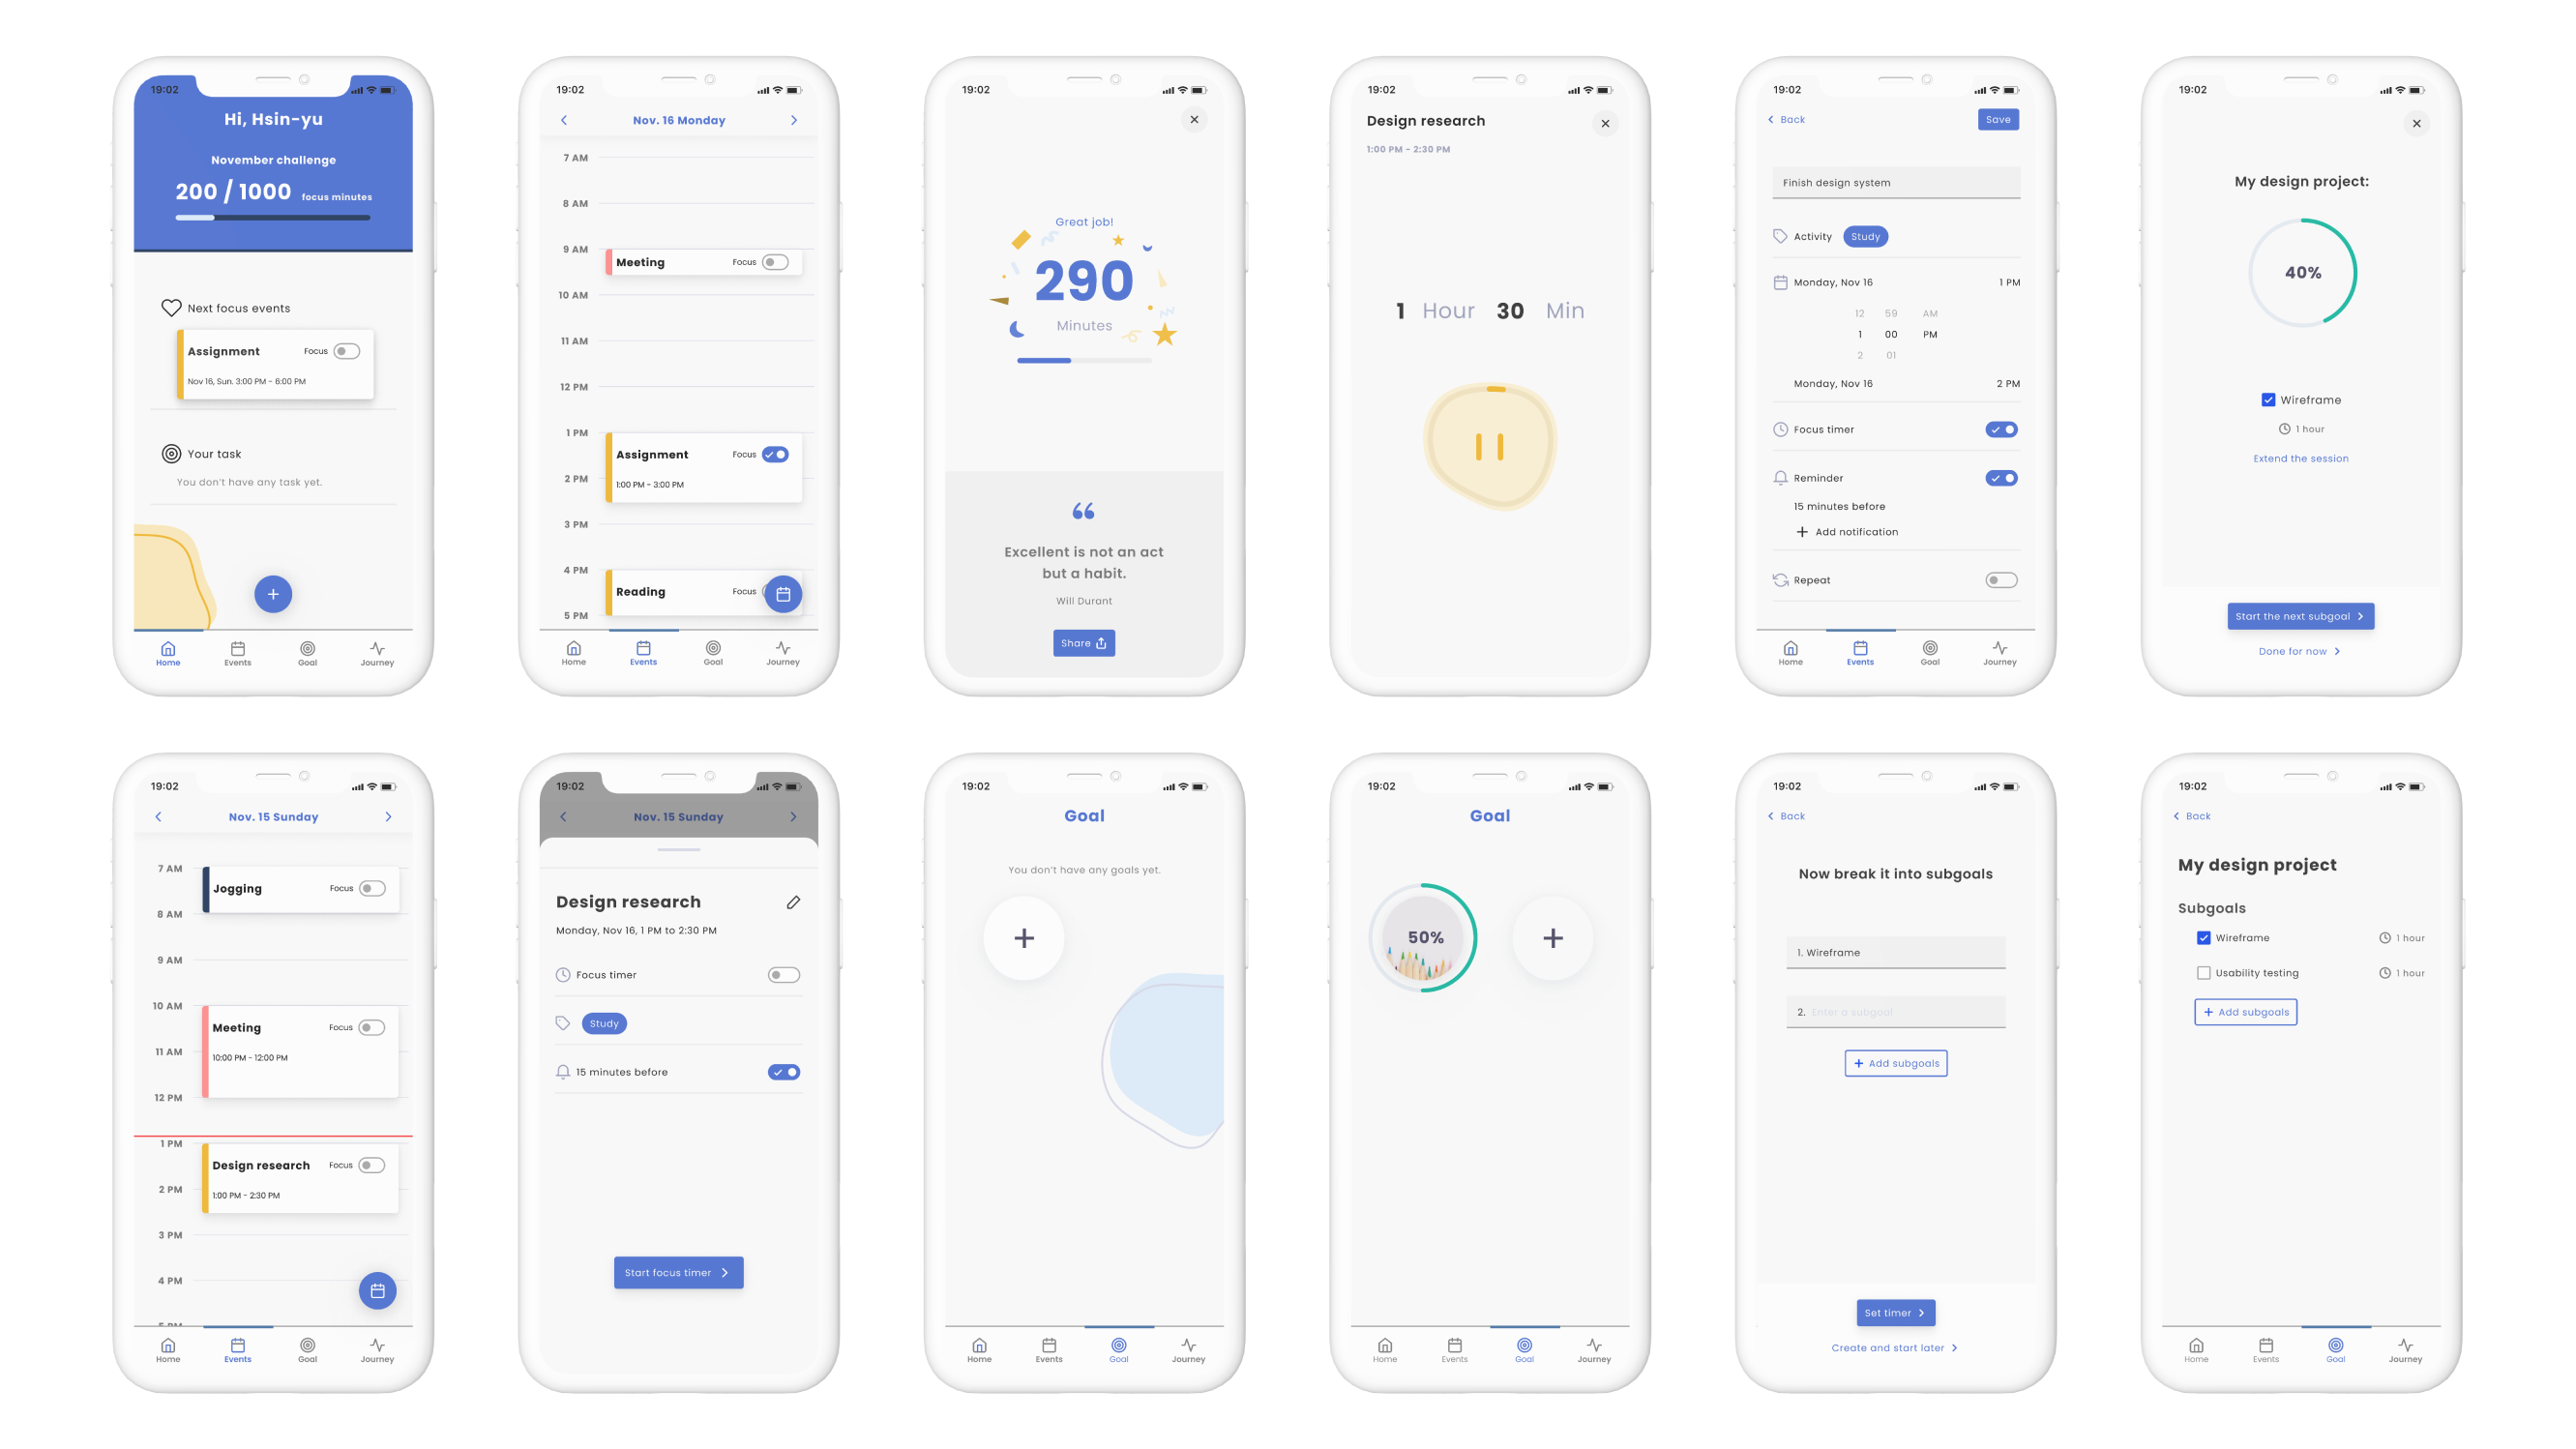 19:02
Hi, Hsin-yu
November challenge
200 / 1000 focus minutes
Next focus events
Assignment Focus
Nov 16, Sun. 3:00 PM - 6:00 PM
Your task
You don't have any task yet.
+
Home Events Goal Journey
19:02
Nov. 16 Monday
7 AM
8 AM
9 AM
Meeting Focus
10 AM
11 AM
12 PM
1 PM
Assignment Focus
2 PM
1:00 PM - 3:00 PM
3 PM
4 PM
Reading Focus
5 PM
Home Events Goal Journey
19:02
Great job!
290
Minutes
“
Excellent is not an act
but a habit.
Will Durant
Share
19:02
Design research
1:00 PM - 2:30 PM
1 Hour 30 Min
19:02
Back Save
Finish design system
Activity Study
Monday, Nov 16 1 PM
12 59 AM
1 00 PM
2 01
Monday, Nov 16 2 PM
Focus timer
Reminder
15 minutes before
+ Add notification
Repeat
Home Events Goal Journey
19:02
My design project:
40%
Wireframe
1 hour
Extend the session
Start the next subgoal
Done for now
19:02
Nov. 15 Sunday
7 AM
Jogging Focus
8 AM
9 AM
10 AM
Meeting Focus
11 AM
10:00 PM - 12:00 PM
12 PM
1 PM
Design research Focus
2 PM
1:00 PM - 2:30 PM
3 PM
4 PM
5 PM
Home Events Goal Journey
19:02
Nov. 15 Sunday
Design research
Monday, Nov 16, 1 PM to 2:30 PM
Focus timer
Study
15 minutes before
Start focus timer
19:02
Goal
You don't have any goals yet.
+
Home Events Goal Journey
19:02
Goal
50% +
Home Events Goal Journey
19:02
Back
Now break it into subgoals
1. Wireframe
2. Enter a subgoal
+ Add subgoals
Set timer
Create and start later
19:02
Back
My design project
Subgoals
Wireframe 1 hour
Usability testing 1 hour
+ Add subgoals
Home Events Goal Journey